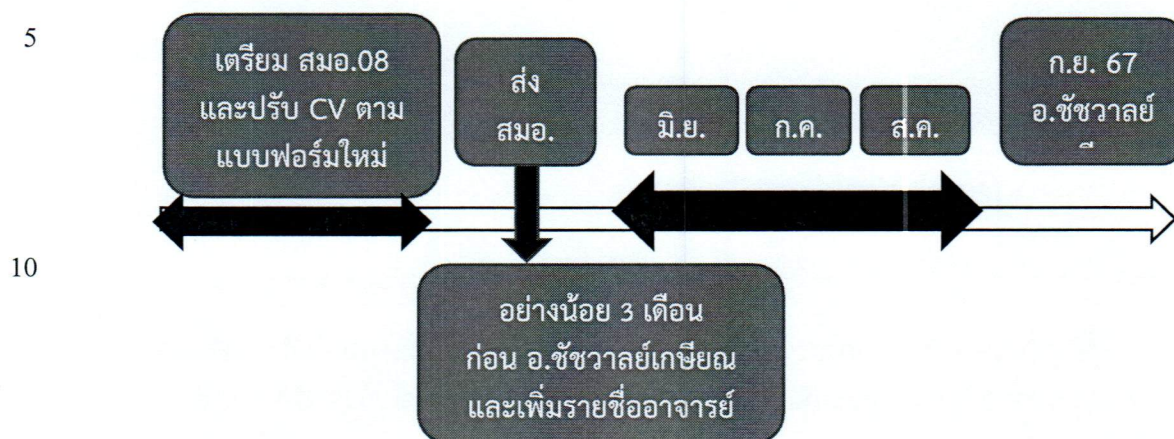 5
เตรียม สมอ.08
และปรับ CV ตาม
แบบฟอร์มใหม่
ส่ง
สมอ.
มิ.ย.
ก.ค.
ส.ค.
ก.ย. 67
อ.ชัชวาลย์
10
อย่างน้อย 3 เดือน
ก่อน อ.ชัชวาลย์เกษียณ
และเพิ่มรายชื่ออาจารย์